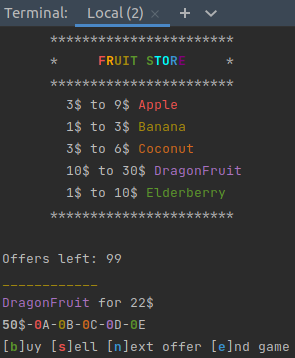 Terminal: Local (2) × +
***********************
* FRUIT STORE *
***********************
3$ to 9$ Apple
1$ to 3$ Banana
3$ to 6$ Coconut
10$ to 30$ DragonFruit
1$ to 10$ Elderberry
***********************
Offers left: 99
____________
DragonFruit for 22$
50$-0A-0B-0C-0D-0E
[b]uy [s]ell [n]ext offer [e]nd game